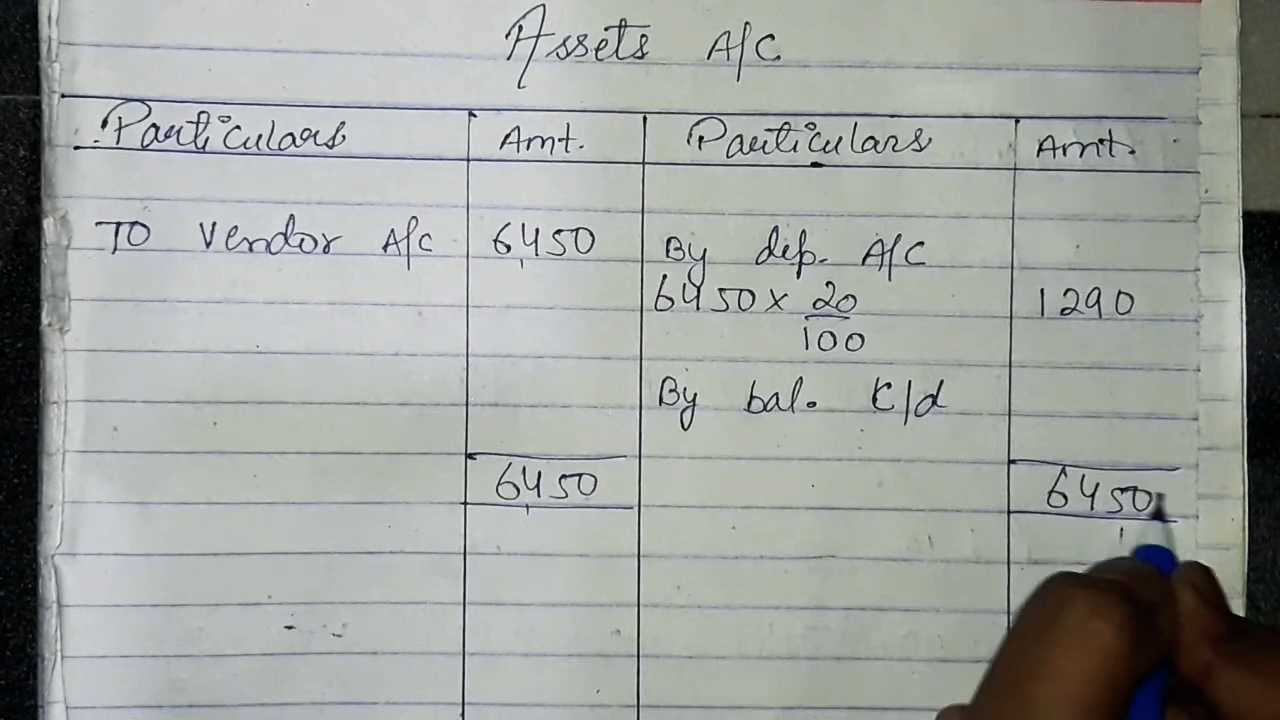 Assets A/C
Particulars Amt. Particulars Amt.
TO Vendor A/C 6450 By dep. A/C
6450 x 20/100 1290
By bal. c/d
6450 6450